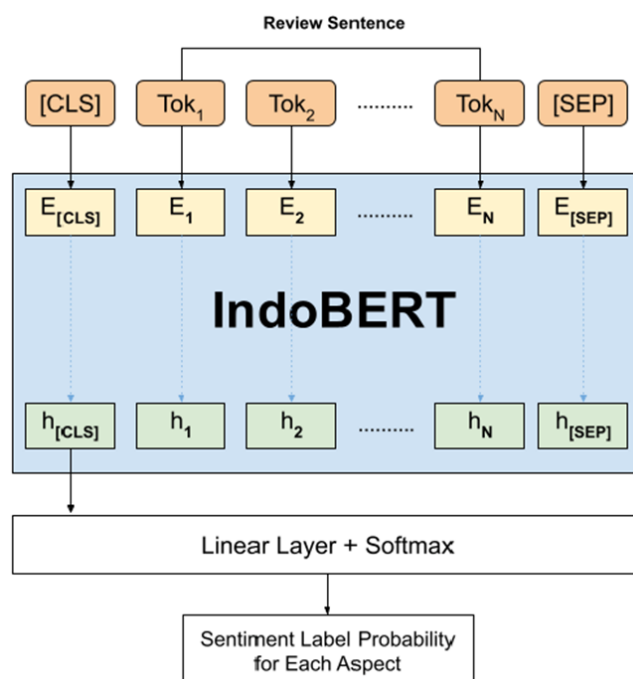 Review Sentence
[CLS] Tok1 Tok2 .......... TokN [SEP]
E[CLS] E1 E2 .......... EN E[SEP]
IndoBERT
h[CLS] h1 h2 .......... hN h[SEP]
Linear Layer + Softmax
Sentiment Label Probability
for Each Aspect